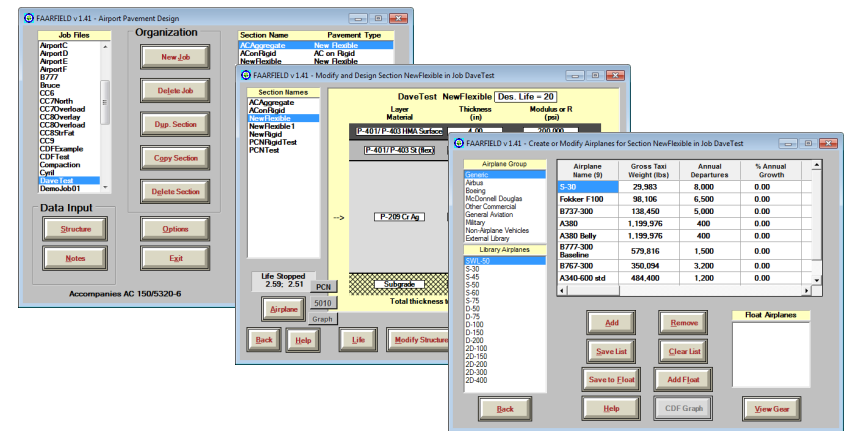 FAARFIELD v 1.41 - Airport Pavement Design
Job Files
AirportC
AirportD
AirportE
AirportF
B777
Bruce
CC6
CC7North
CC7Overload
CC8Overlay
CC8Overload
CC8StrFat
CC9
CDFExample
CDFTest
Compaction
Cyril
DaveTest
DemoJob01
Organization
New Job
Delete Job
Dup. Section
Copy Section
Delete Section
Section Name Pavement Type
ACAggregate New Flexible
AConRigid AC on Rigid
NewFlexible New Flexible
Data Input
Structure
Notes
Options
Exit
Accompanies AC 150/5320-6
FAARFIELD v 1.41 - Modify and Design Section NewFlexible in Job DaveTest
Section Names
ACAggregate
AConRigid
NewFlexible
NewFlexible1
NewRigid
PCNRigidTest
PCNTest
DaveTest NewFlexible Des. Life = 20
Layer Material
Thickness (in)
Modulus or R (psi)
P-401/ P-403 HMA Surface 4.00 200,000
P-401/ P-403 St (flex)
-->
P-209 Cr Ag
Subgrade
Total thickness t
Life Stopped
2.59; 2.51
PCN
5010
Graph
Airplane
Back
Help
Life
Modify Structure
FAARFIELD v 1.41 - Create or Modify Airplanes for Section NewFlexible in Job DaveTest
Airplane Group
Generic
Airbus
Boeing
McDonnell Douglas
Other Commercial
General Aviation
Military
Non-Airplane Vehicles
External Library
Library Airplanes
SWL-50
S-30
S-45
S-50
S-60
S-75
D-50
D-75
D-100
D-150
D-200
2D-100
2D-150
2D-200
2D-300
2D-400
Airplane Name (9)
Gross Taxi Weight (lbs)
Annual Departures
% Annual Growth
S-30 29,983 8,000 0.00
Fokker F100 98,106 6,500 0.00
B737-300 138,450 5,000 0.00
A380 1,199,976 400 0.00
A380 Belly 1,199,976 400 0.00
B777-300 Baseline 579,816 1,500 0.00
B767-300 350,094 3,200 0.00
A340-600 std 484,400 1,200 0.00
Add
Remove
Save List
Clear List
Save to Float
Add Float
Help
CDF Graph
Float Airplanes
View Gear
Back